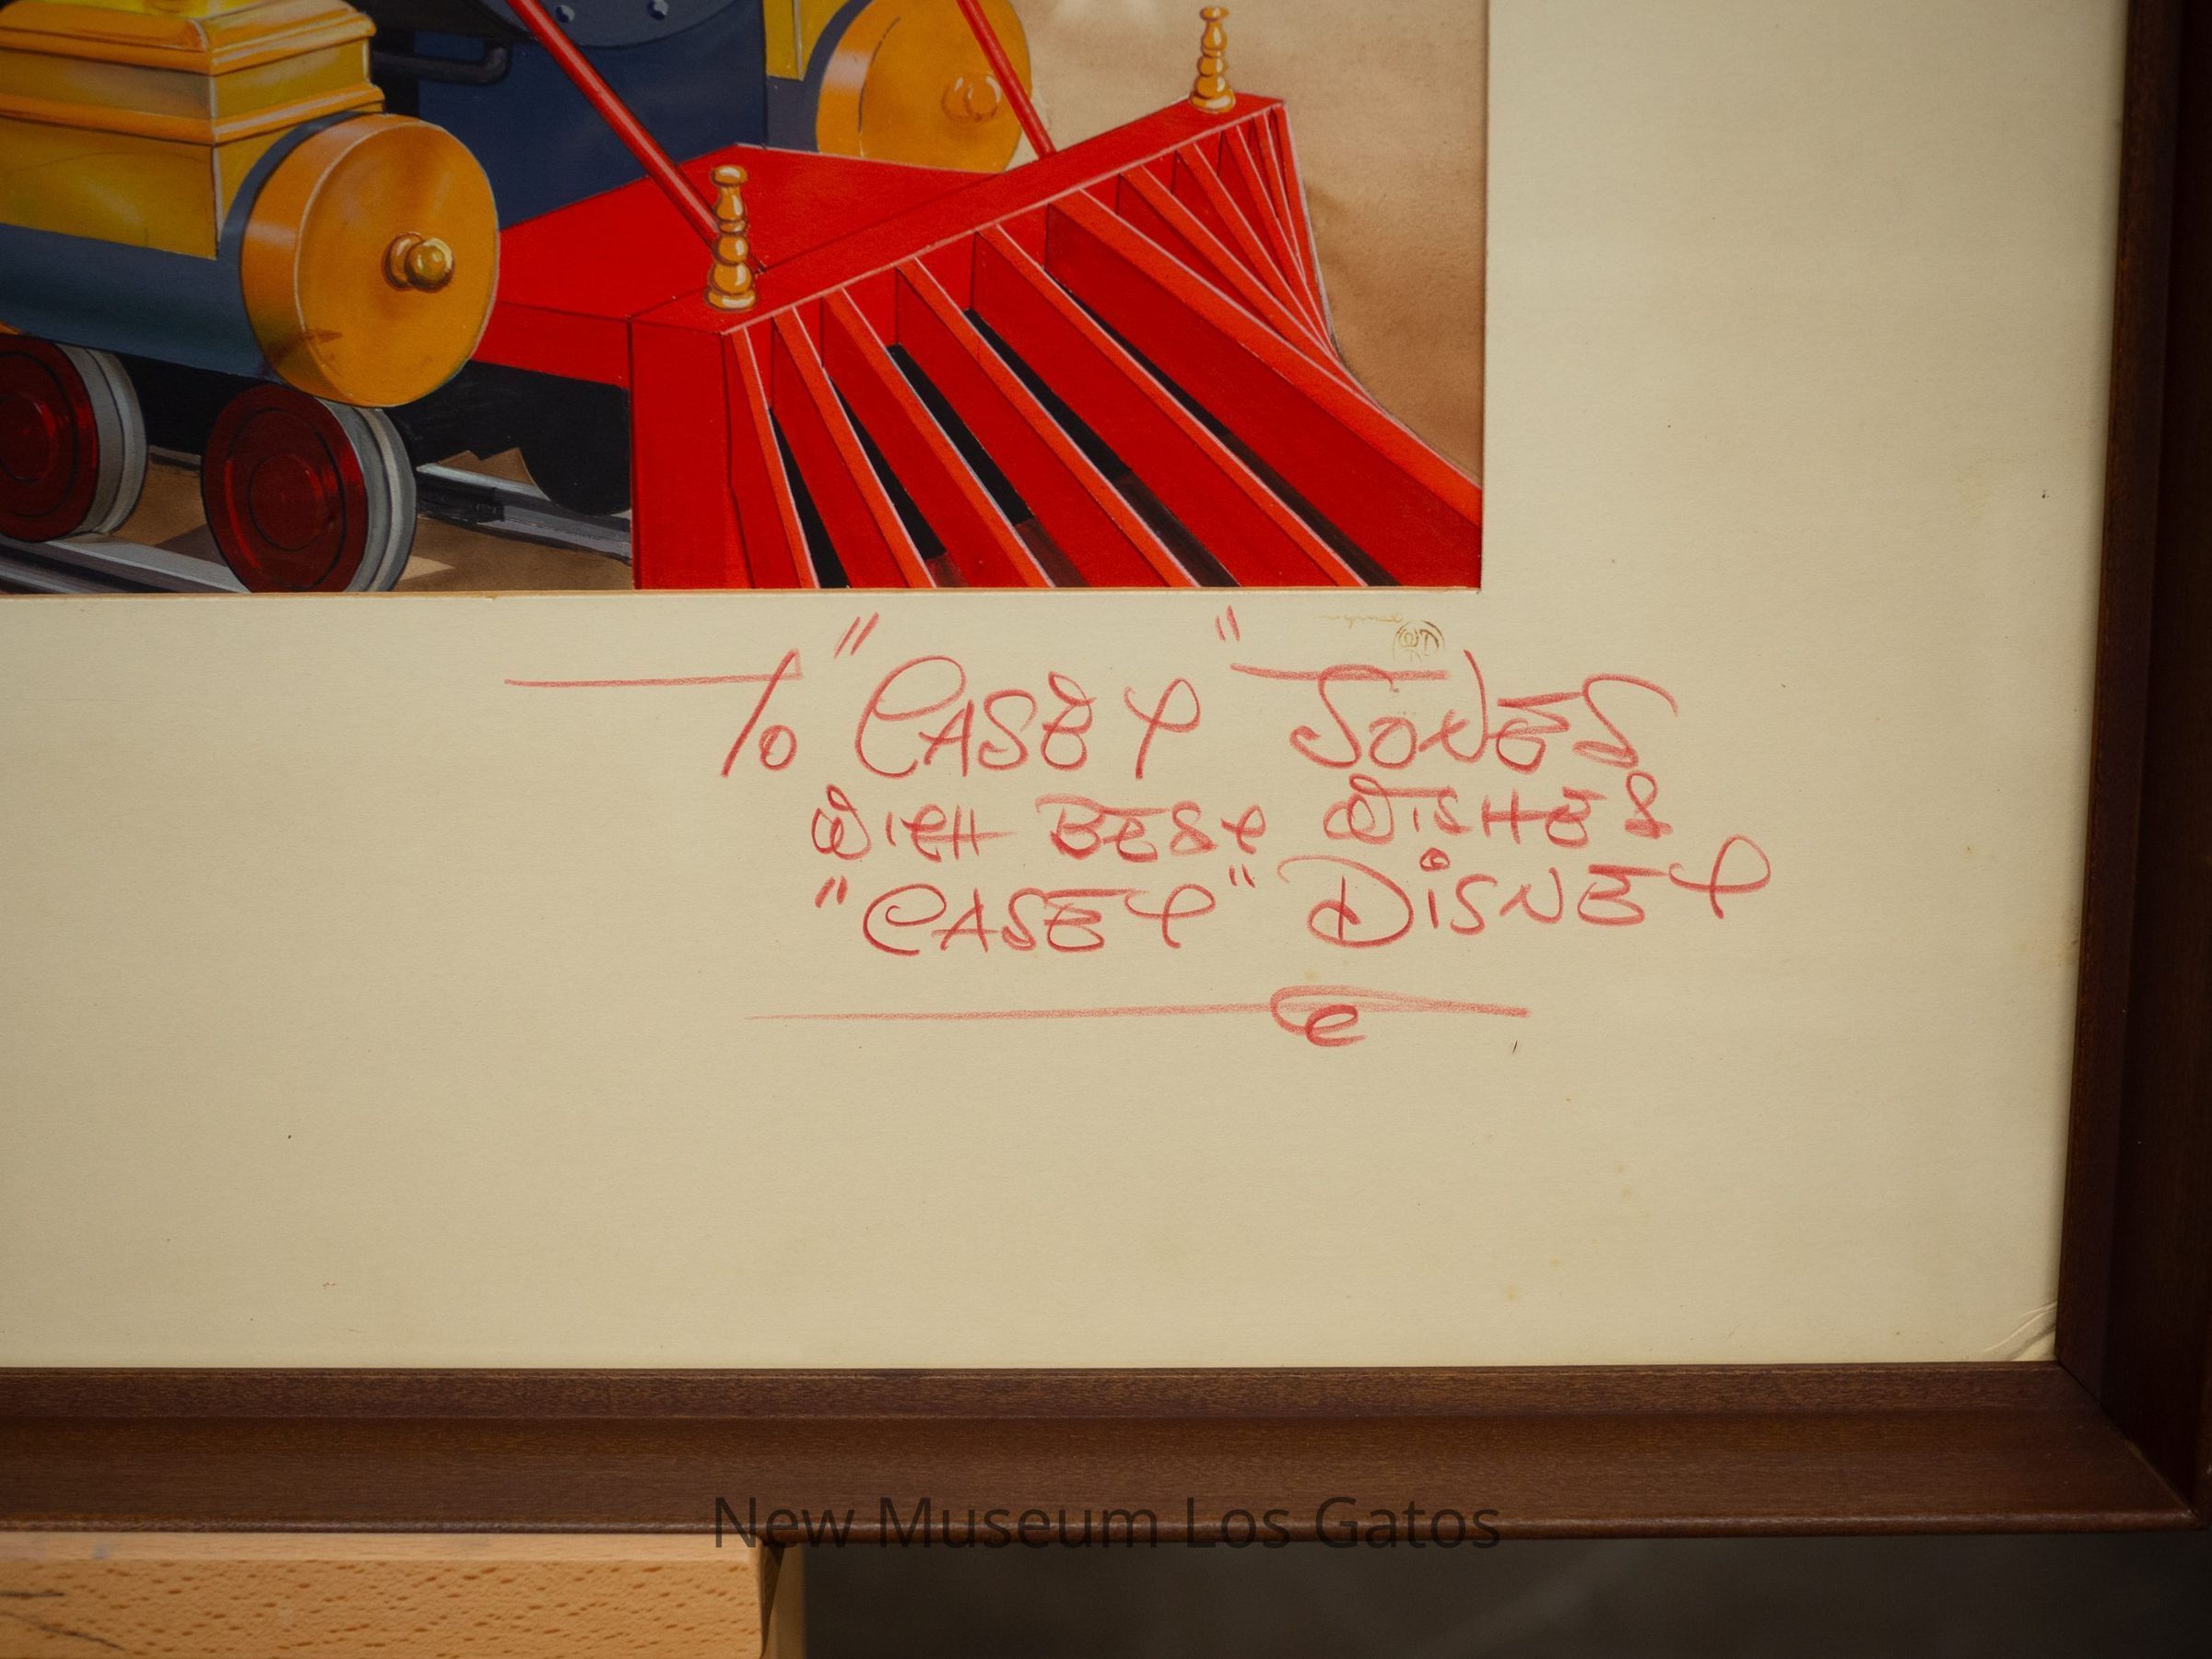 To "CASEY" JONES
WITH BEST WISHES
"CASEY" DiSNEY
New Museum Los Gatos